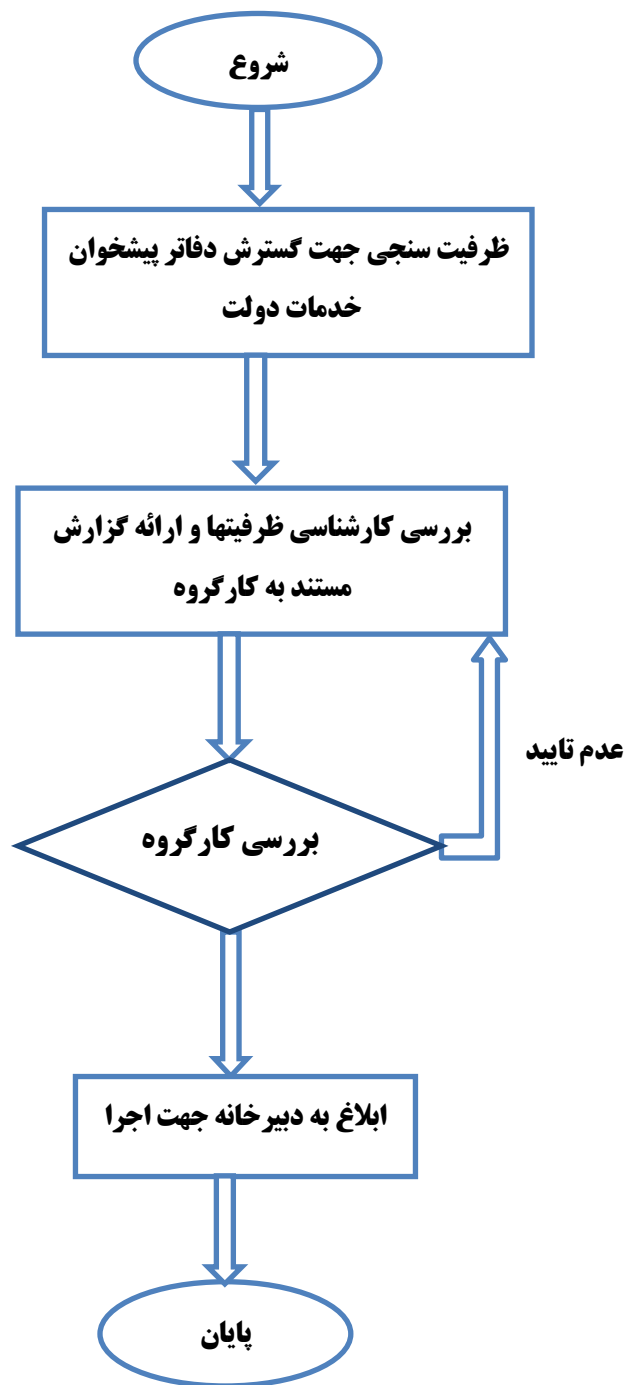 شروع
ظرفیت سنجی جهت گسترش دفاتر پیشخوان
خدمات دولت
بررسی کارشناسی ظرفیتها و ارائه گزارش
مستند به کارگروه
عدم تایید
بررسی کارگروه
ابلاغ به دبیرخانه جهت اجرا
پایان